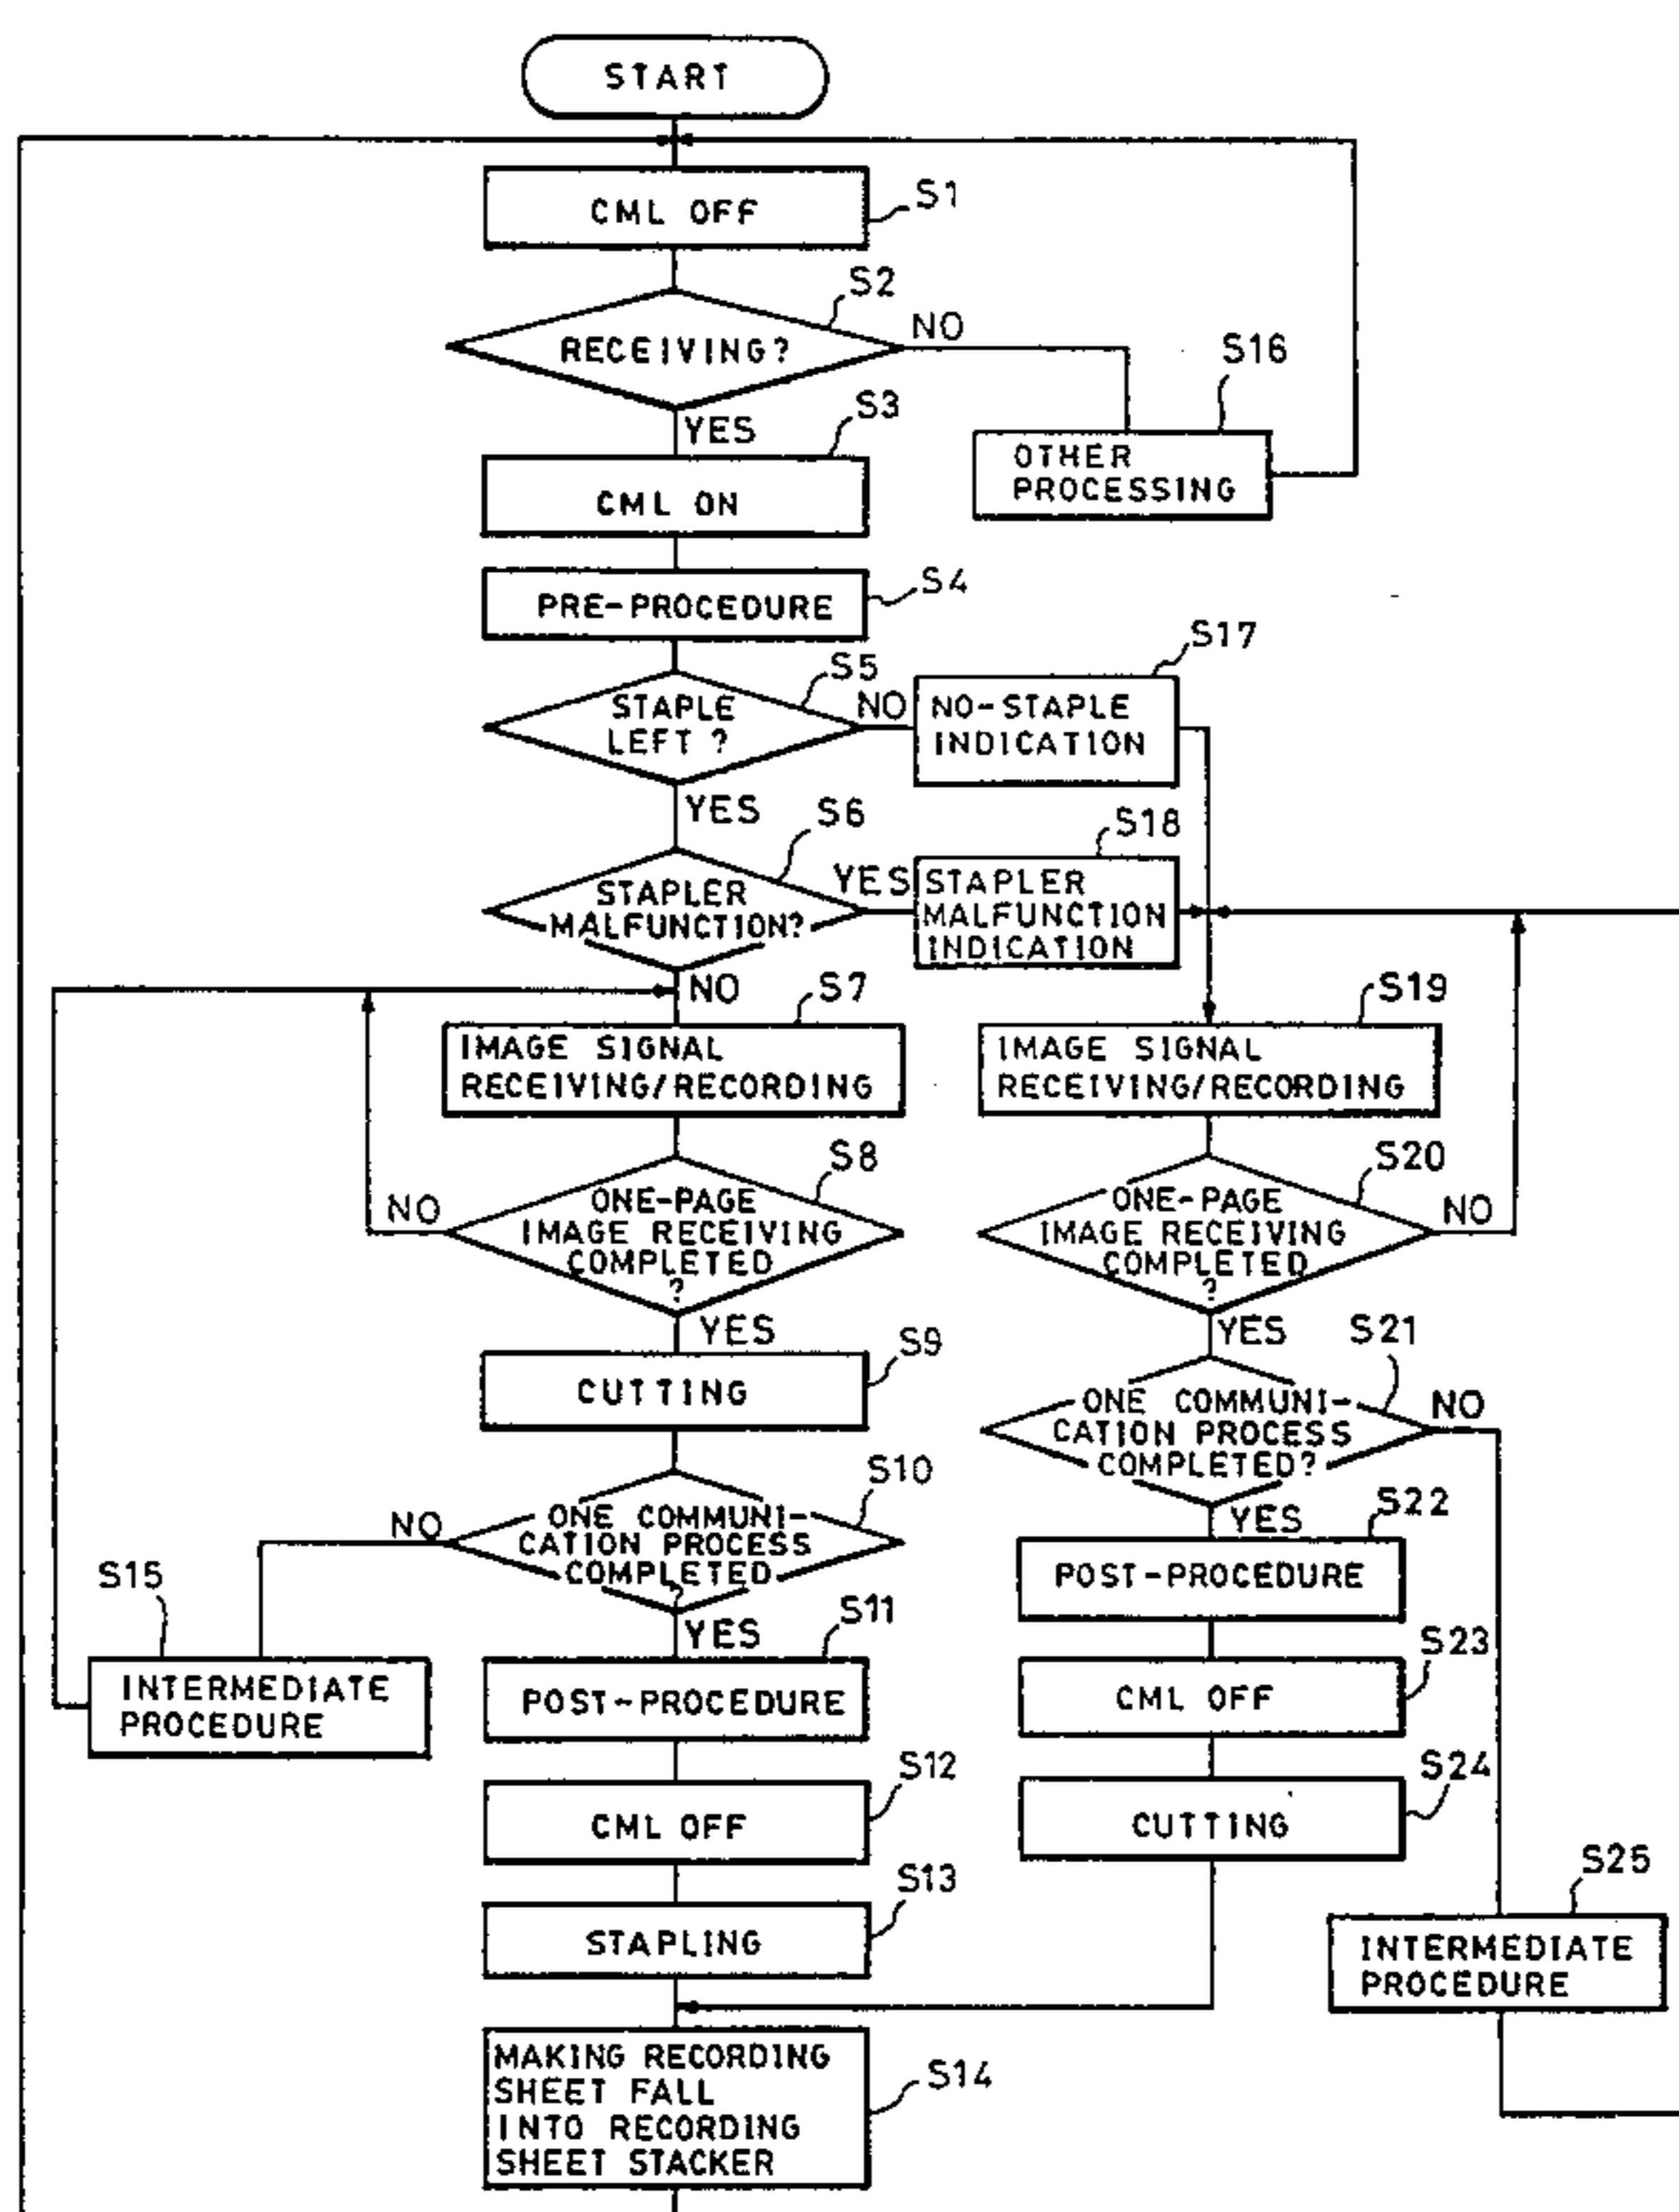 START
CML OFF
S1
S2
RECEIVING?
NO
YES
S3
CML ON
S16
OTHER
PROCESSING
PRE-PROCEDURE
S4
S5
STAPLE
LEFT ?
NO
S17
NO-STAPLE
INDICATION
YES
S6
STAPLER
MALFUNCTION?
YES
S18
STAPLER
MALFUNCTION
INDICATION
NO
S7
IMAGE SIGNAL
RECEIVING/RECORDING
S19
IMAGE SIGNAL
RECEIVING/RECORDING
S8
ONE-PAGE
IMAGE RECEIVING
COMPLETED
?
NO
YES
S20
ONE-PAGE
IMAGE RECEIVING
COMPLETED
?
NO
YES
S9
CUTTING
S21
ONE COMMUNI-
CATION PROCESS
COMPLETED?
NO
YES
S10
ONE COMMUNI-
CATION PROCESS
COMPLETED
?
NO
YES
S15
INTERMEDIATE
PROCEDURE
S11
POST-PROCEDURE
S22
POST-PROCEDURE
S23
CML OFF
S12
CML OFF
S24
CUTTING
S13
STAPLING
S25
INTERMEDIATE
PROCEDURE
MAKING RECORDING
SHEET FALL
INTO RECORDING
SHEET STACKER
S14